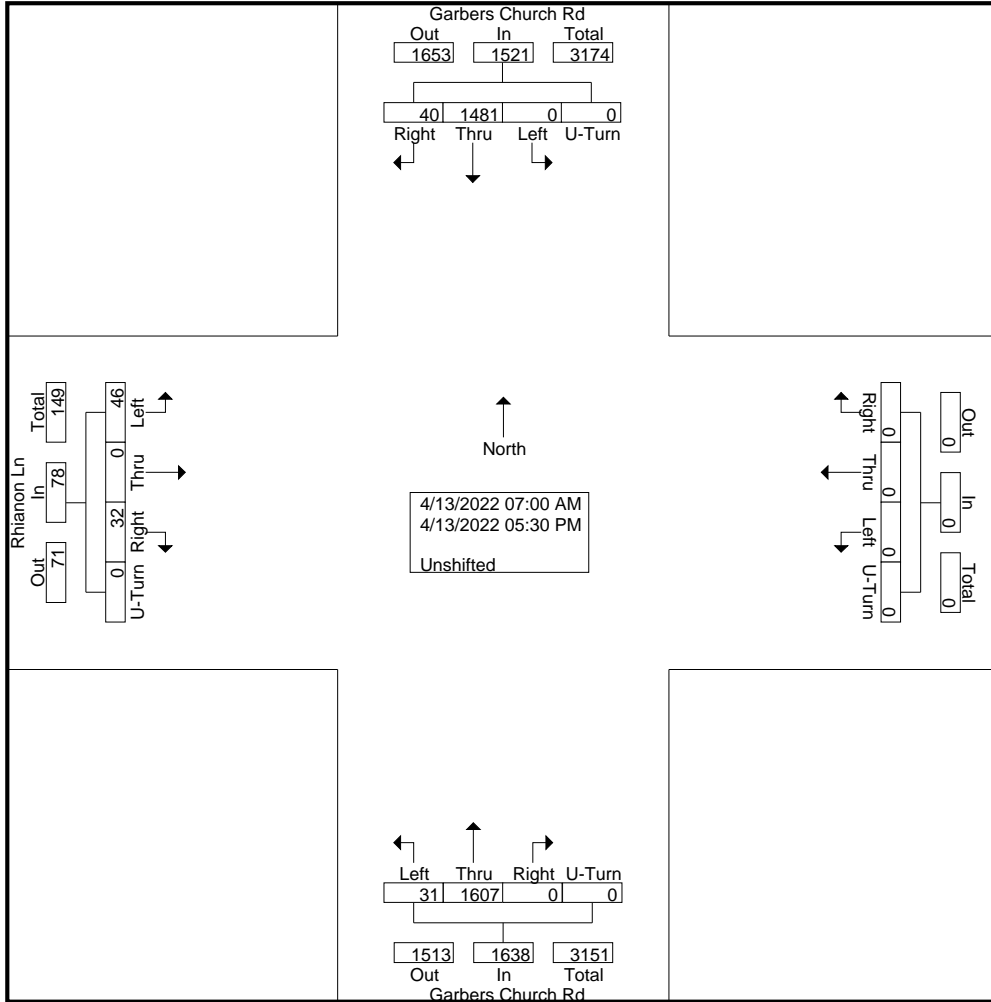 Garbers Church Rd
Out In Total
1653 1521 3174
40 1481 0 0
Right Thru Left U-Turn
Rhianon Ln
Total In Out
149 78 71
46 0 32 0
Left Thru Right U-Turn
North
4/13/2022 07:00 AM
4/13/2022 05:30 PM
Unshifted
Right Thru Left U-Turn
0 0 0 0
Out In Total
0 0 0
Left Thru Right U-Turn
31 1607 0 0
1513 1638 3151
Out In Total
Garbers Church Rd